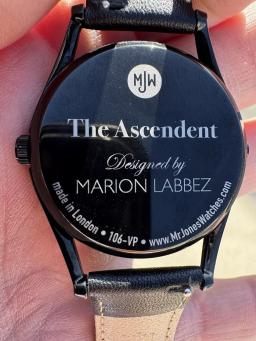 MJW
The Ascendent
Designed by
MARION LABBEZ
made in London • 106-VP • www.MrJonesWatches.com